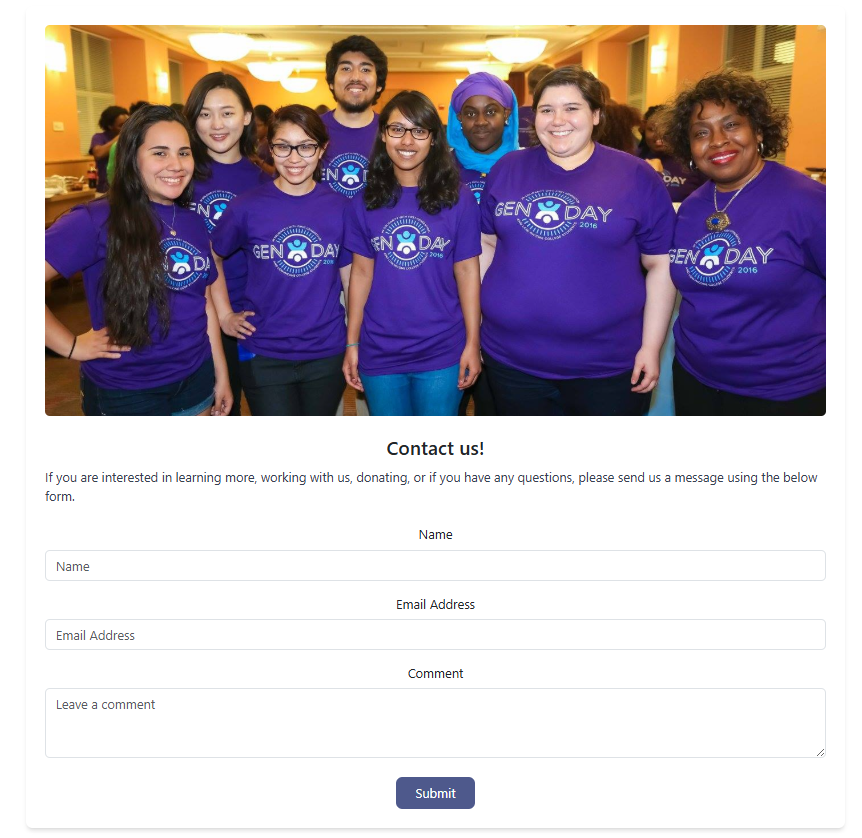 GEN DAY
2016
GEN DAY
2016
GEN DAY
2016
GEN DAY
2016
Contact us!
If you are interested in learning more, working with us, donating, or if you have any questions, please send us a message using the below
form.
Name
Name
Email Address
Email Address
Comment
Leave a comment
Submit